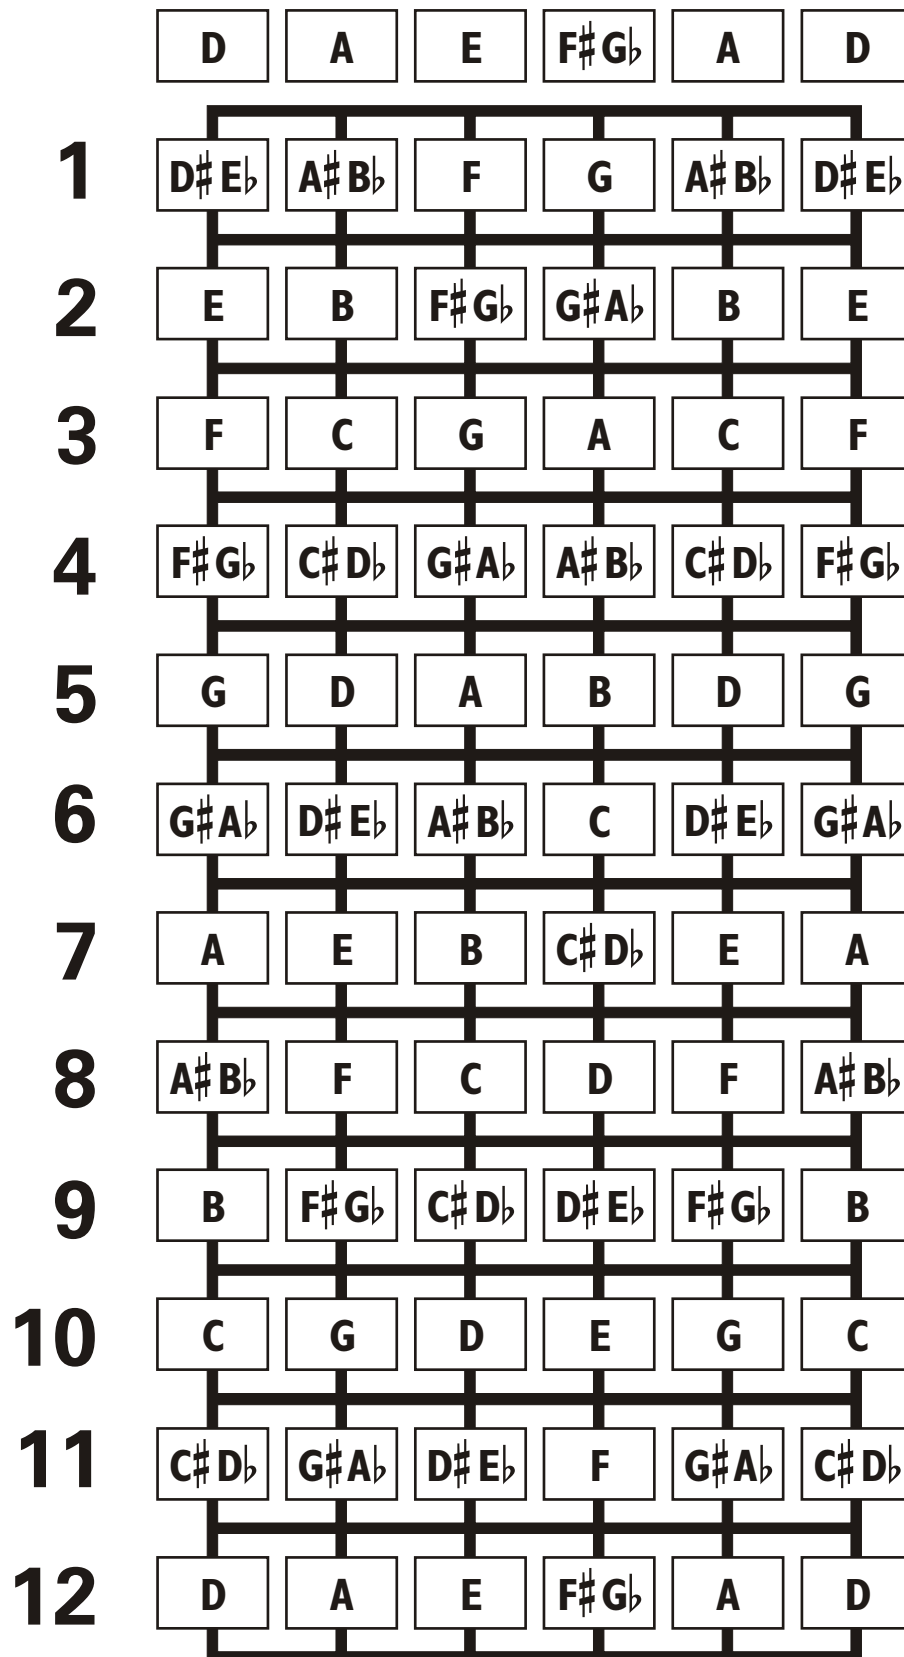 D A E F♯G♭ A D
1 D♯E♭ A♯B♭ F G A♯B♭ D♯E♭
2 E B F♯G♭ G♯A♭ B E
3 F C G A C F
4 F♯G♭ C♯D♭ G♯A♭ A♯B♭ C♯D♭ F♯G♭
5 G D A B D G
6 G♯A♭ D♯E♭ A♯B♭ C D♯E♭ G♯A♭
7 A E B C♯D♭ E A
8 A♯B♭ F C D F A♯B♭
9 B F♯G♭ C♯D♭ D♯E♭ F♯G♭ B
10 C G D E G C
11 C♯D♭ G♯A♭ D♯E♭ F G♯A♭ C♯D♭
12 D A E F♯G♭ A D